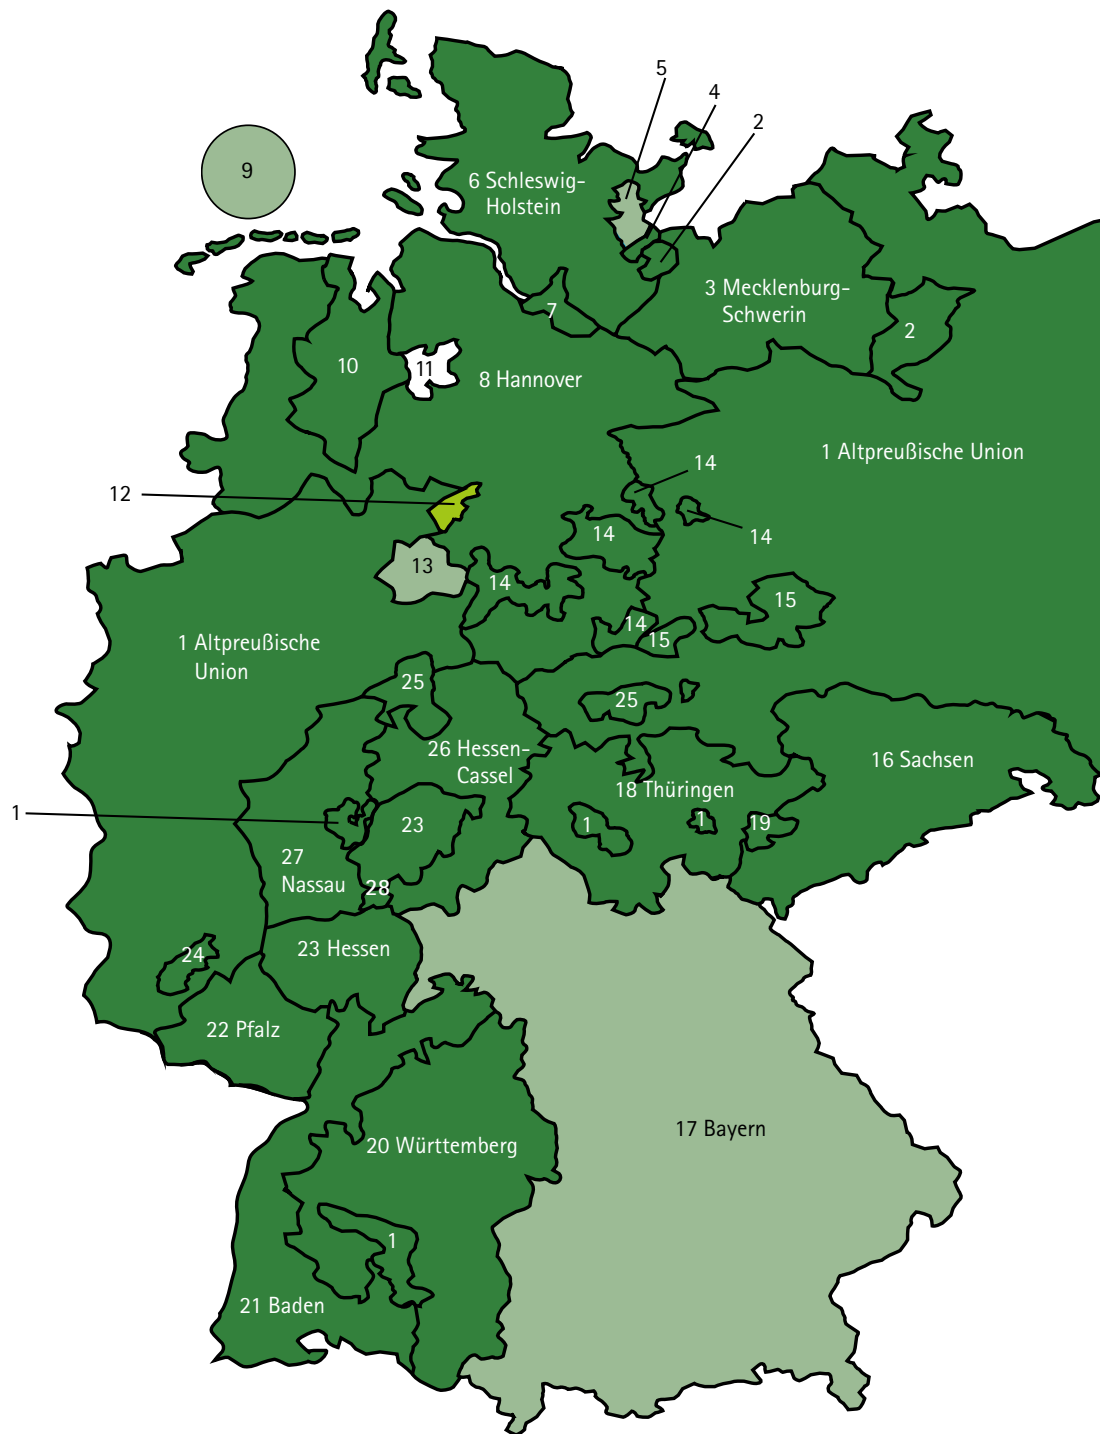 5
4
2
9
6 Schleswig-
Holstein
3 Mecklenburg-
Schwerin
7
2
10
11
8 Hannover
1 Altpreußische Union
14
12
14
14
13
14
15
14
15
1 Altpreußische
Union
25
25
26 Hessen-
Cassel
16 Sachsen
18 Thüringen
1
23
1
1
19
27
Nassau
28
23 Hessen
24
22 Pfalz
17 Bayern
20 Württemberg
1
21 Baden